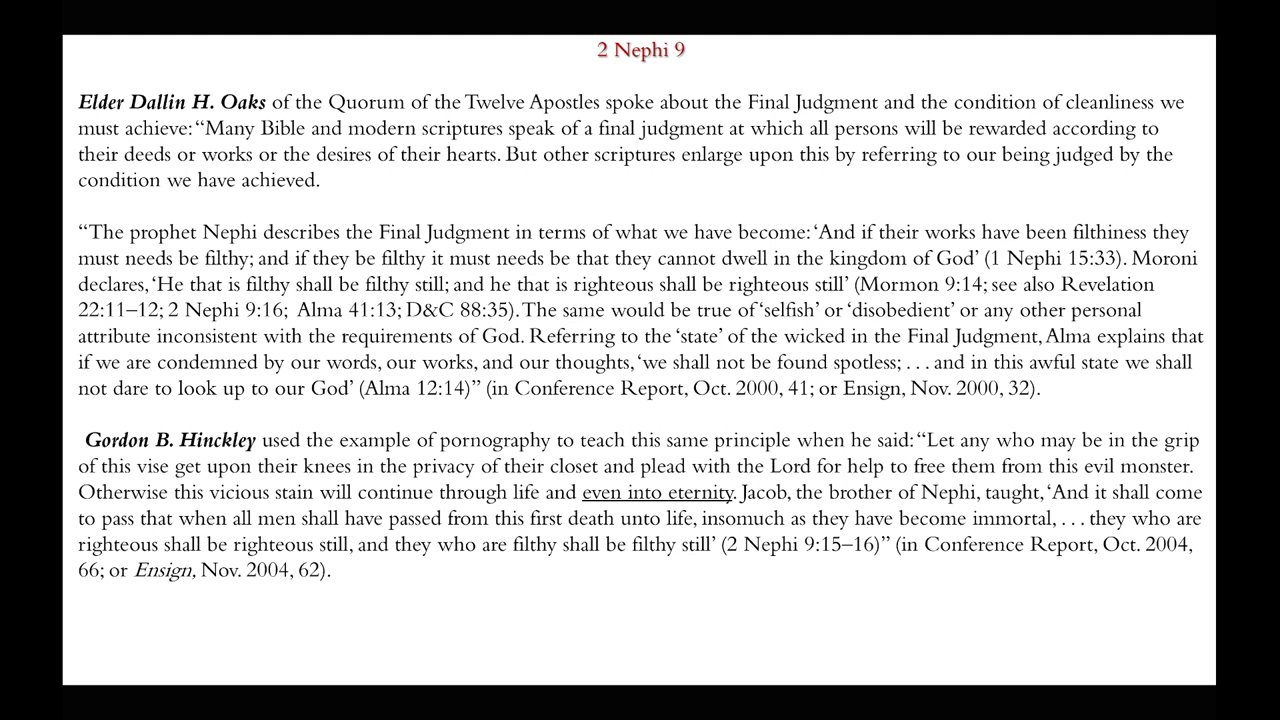 2 Nephi 9
Elder Dallin H. Oaks of the Quorum of the Twelve Apostles spoke about the Final Judgment and the condition of cleanliness we
must achieve: “Many Bible and modern scriptures speak of a final judgment at which all persons will be rewarded according to
their deeds or works or the desires of their hearts. But other scriptures enlarge upon this by referring to our being judged by the
condition we have achieved.
“The prophet Nephi describes the Final Judgment in terms of what we have become: ‘And if their works have been filthiness they
must needs be filthy; and if they be filthy it must needs be that they cannot dwell in the kingdom of God’ (1 Nephi 15:33). Moroni
declares, ‘He that is filthy shall be filthy still; and he that is righteous shall be righteous still’ (Mormon 9:14; see also Revelation
22:11–12; 2 Nephi 9:16; Alma 41:13; D&C 88:35). The same would be true of ‘selfish’ or ‘disobedient’ or any other personal
attribute inconsistent with the requirements of God. Referring to the ‘state’ of the wicked in the Final Judgment, Alma explains that
if we are condemned by our words, our works, and our thoughts, ‘we shall not be found spotless; . . . and in this awful state we shall
not dare to look up to our God’ (Alma 12:14)” (in Conference Report, Oct. 2000, 41; or Ensign, Nov. 2000, 32).
Gordon B. Hinckley used the example of pornography to teach this same principle when he said: “Let any who may be in the grip
of this vise get upon their knees in the privacy of their closet and plead with the Lord for help to free them from this evil monster.
Otherwise this vicious stain will continue through life and even into eternity. Jacob, the brother of Nephi, taught, ‘And it shall come
to pass that when all men shall have passed from this first death unto life, insomuch as they have become immortal, . . . they who are
righteous shall be righteous still, and they who are filthy shall be filthy still’ (2 Nephi 9:15–16)” (in Conference Report, Oct. 2004,
66; or Ensign, Nov. 2004, 62).